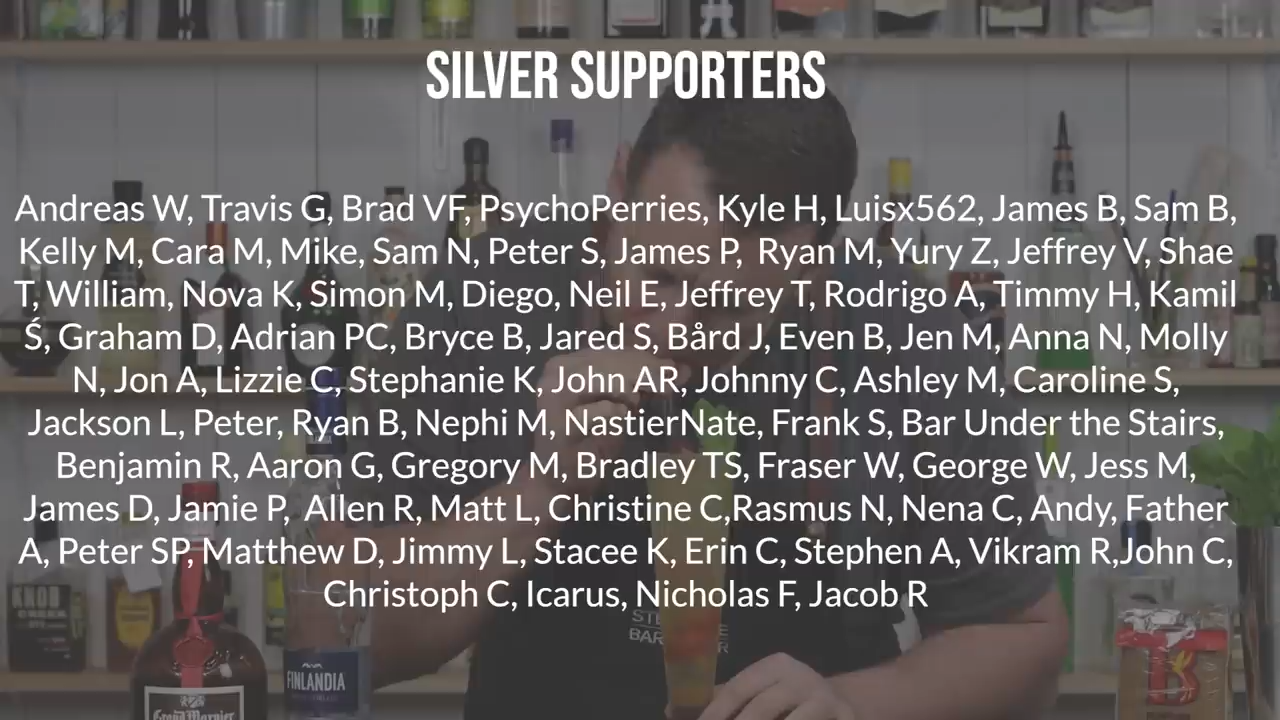 SILVER SUPPORTERS
Andreas W, Travis G, Brad VF, PsychoPerries, Kyle H, Luisx562, James B, Sam B,
Kelly M, Cara M, Mike, Sam N, Peter S, James P,  Ryan M, Yury Z, Jeffrey V, Shae
T, William, Nova K, Simon M, Diego, Neil E, Jeffrey T, Rodrigo A, Timmy H, Kamil
Ś, Graham D, Adrian PC, Bryce B, Jared S, Bård J, Even B, Jen M, Anna N, Molly
N, Jon A, Lizzie C, Stephanie K, John AR, Johnny C, Ashley M, Caroline S,
Jackson L, Peter, Ryan B, Nephi M, NastierNate, Frank S, Bar Under the Stairs,
Benjamin R, Aaron G, Gregory M, Bradley TS, Fraser W, George W, Jess M,
James D, Jamie P,  Allen R, Matt L, Christine C,Rasmus N, Nena C, Andy, Father
A, Peter SP, Matthew D, Jimmy L, Stacee K, Erin C, Stephen A, Vikram R,John C,
Christoph C, Icarus, Nicholas F, Jacob R
KNOB
FINLANDIA
Grand Marnier